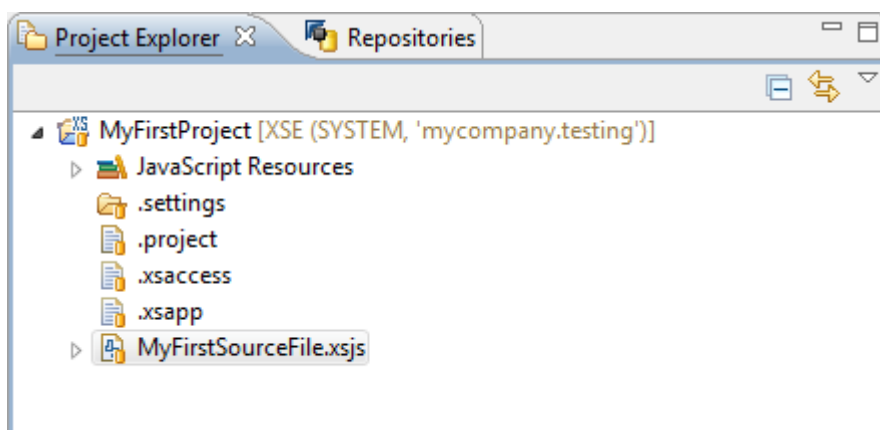 Project Explorer Repositories
MyFirstProject [XSE (SYSTEM, 'mycompany.testing')]
JavaScript Resources
.settings
.project
.xsaccess
.xsapp
MyFirstSourceFile.xsjs